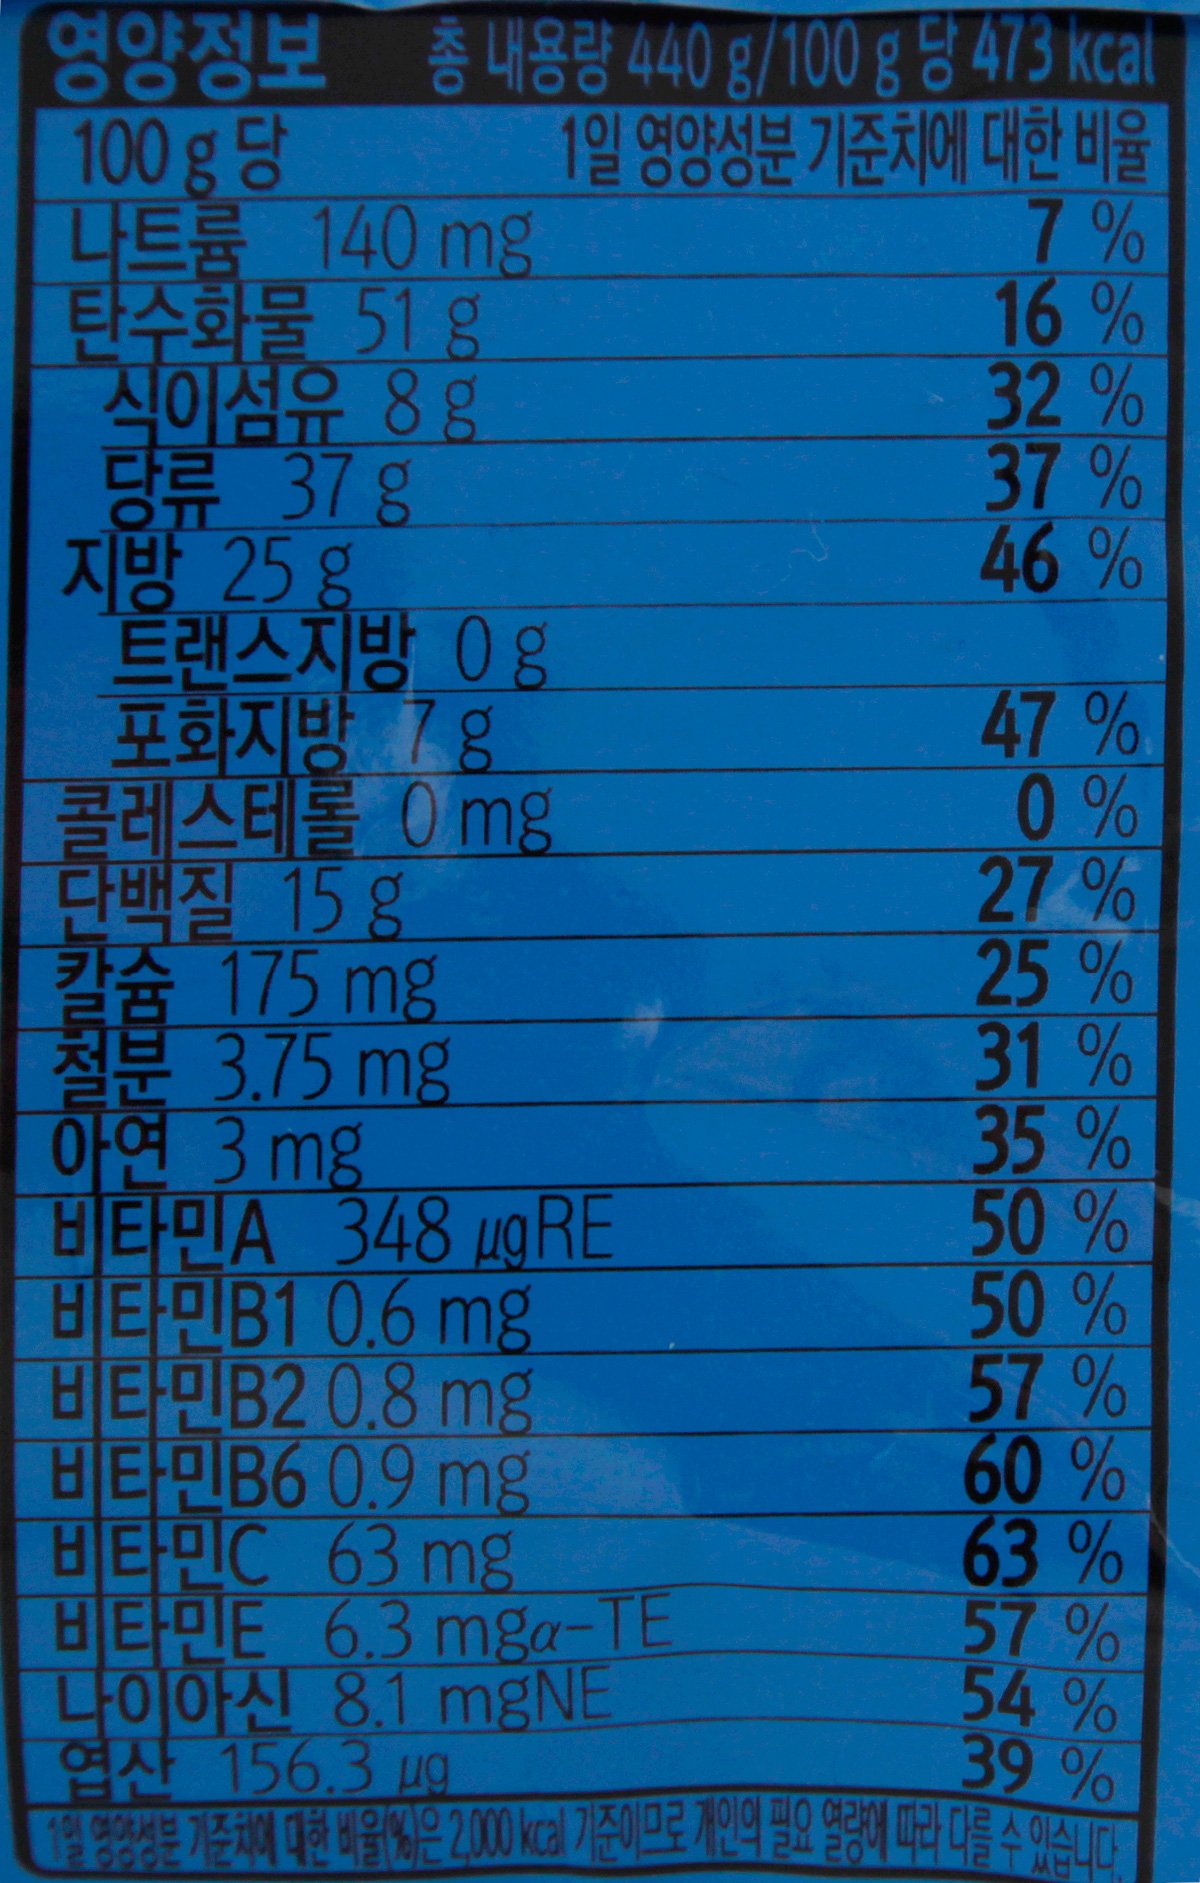 영양정보 총 내용량 440 g/100 g 당 473 kcal
100 g 당 1일 영양성분 기준치에 대한 비율
나트륨 140 mg 7 %
탄수화물 51 g 16 %
식이섬유 8 g 32 %
당류 37 g 37 %
지방 25 g 46 %
트랜스지방 0 g
포화지방 7 g 47 %
콜레스테롤 0 mg 0 %
단백질 15 g 27 %
칼슘 175 mg 25 %
철분 3.75 mg 31 %
아연 3 mg 35 %
비타민A 348 µgRE 50 %
비타민B1 0.6 mg 50 %
비타민B2 0.8 mg 57 %
비타민B6 0.9 mg 60 %
비타민C 63 mg 63 %
비타민E 6.3 mgα-TE 57 %
나이아신 8.1 mgNE 54 %
엽산 156.3 µg 39 %
1일 영양성분 기준치에 대한 비율(%)은 2,000 kcal 기준이므로 개인의 필요 열량에 따라 다를 수 있습니다.